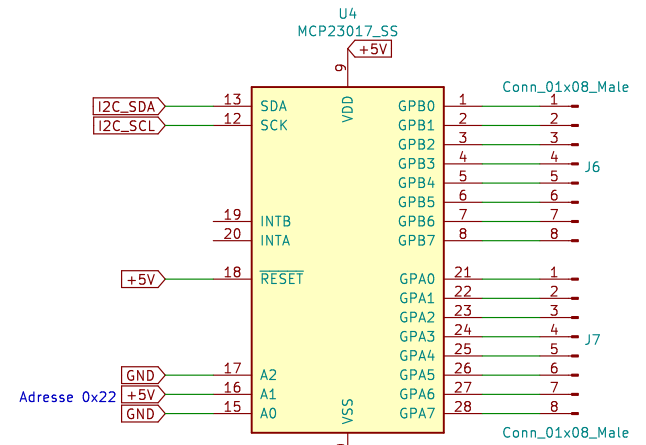 U4
MCP23017_SS
+5V
9
VDD
Conn_01x08_Male
I2C_SDA 13 SDA GPB0 1 1
I2C_SCL 12 SCK GPB1 2 2
GPB2 3 3
GPB3 4 4
J6
GPB4 5 5
GPB5 6 6
19 INTB GPB6 7 7
20 INTA GPB7 8 8
+5V 18 RESET GPA0 21 1
GPA1 22 2
GPA2 23 3
GPA3 24 4
J7
GPA4 25 5
GND 17 A2 GPA5 26 6
Adresse 0x22 +5V 16 A1 GPA6 27 7
GND 15 A0 GPA7 28 8
VSS
Conn_01x08_Male